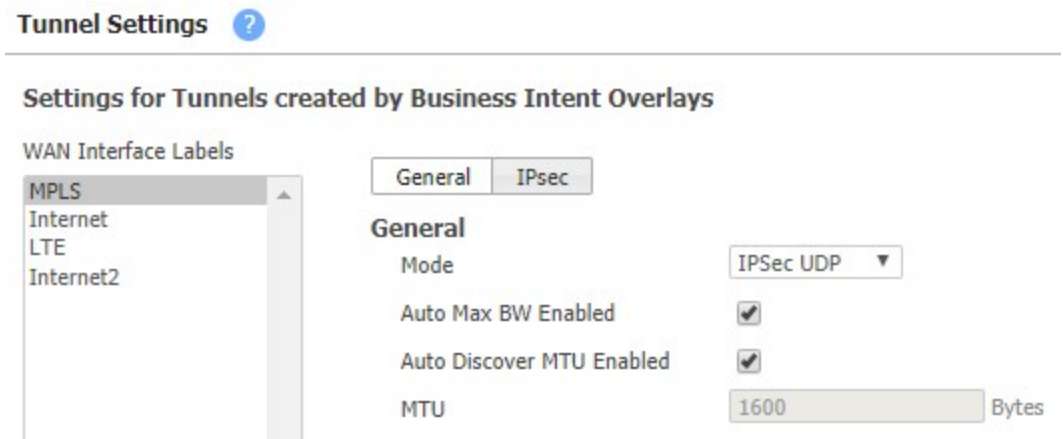 Tunnel Settings ?
Settings for Tunnels created by Business Intent Overlays
WAN Interface Labels
MPLS
Internet
LTE
Internet2
General IPsec
General
Mode IPSec UDP
Auto Max BW Enabled
Auto Discover MTU Enabled
MTU 1600 Bytes